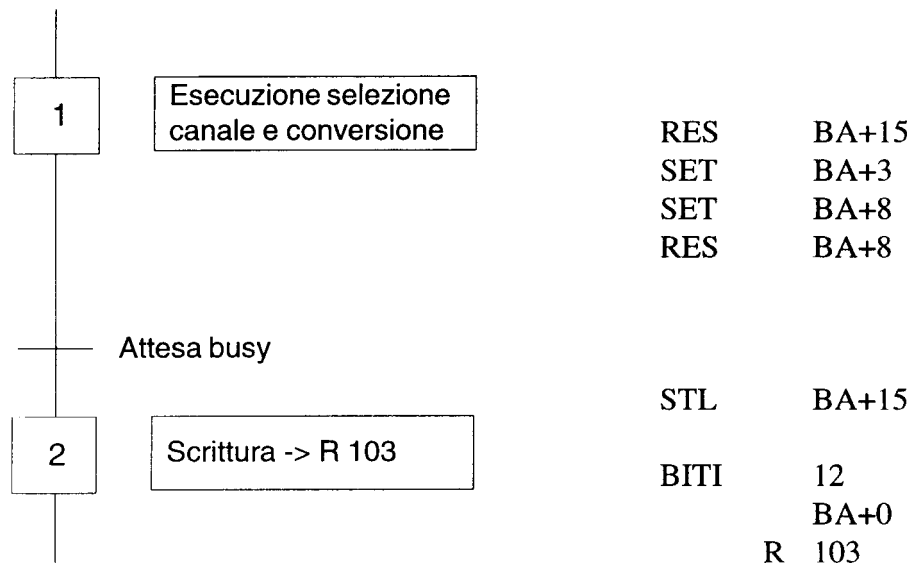 1
Esecuzione selezione
canale e conversione
RES BA+15
SET BA+3
SET BA+8
RES BA+8
Attesa busy
STL BA+15
2
Scrittura -> R 103
BITI 12
BA+0
R 103